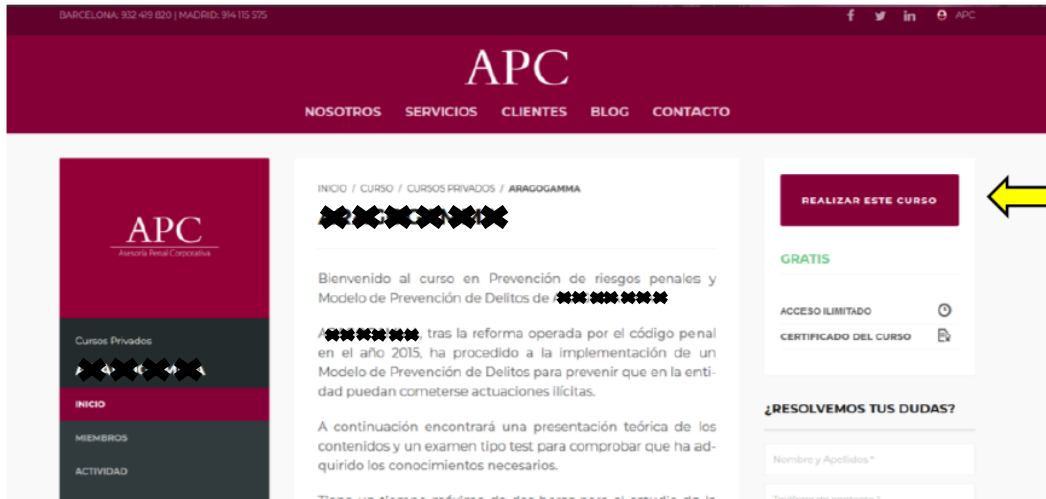 BARCELONA: 932 419 820 | MADRID: 914 115 575
APC
APC
NOSOTROS SERVICIOS CLIENTES BLOG CONTACTO
APC
Asesoría Penal Corporativa
Cursos Privados
INICIO
MIEMBROS
ACTIVIDAD
INICIO / CURSO / CURSOS PRIVADOS / ARAGOGAMMA
Bienvenido al curso en Prevención de riesgos penales y
Modelo de Prevención de Delitos de
, tras la reforma operada por el código penal
en el año 2015, ha procedido a la implementación de un
Modelo de Prevención de Delitos para prevenir que en la enti-
dad puedan cometerse actuaciones ilícitas.
A continuación encontrará una presentación teórica de los
contenidos y un examen tipo test para comprobar que ha ad-
quirido los conocimientos necesarios.
REALIZAR ESTE CURSO
GRATIS
ACCESO ILIMITADO
CERTIFICADO DEL CURSO
¿RESOLVEMOS TUS DUDAS?
Nombre y Apellidos*